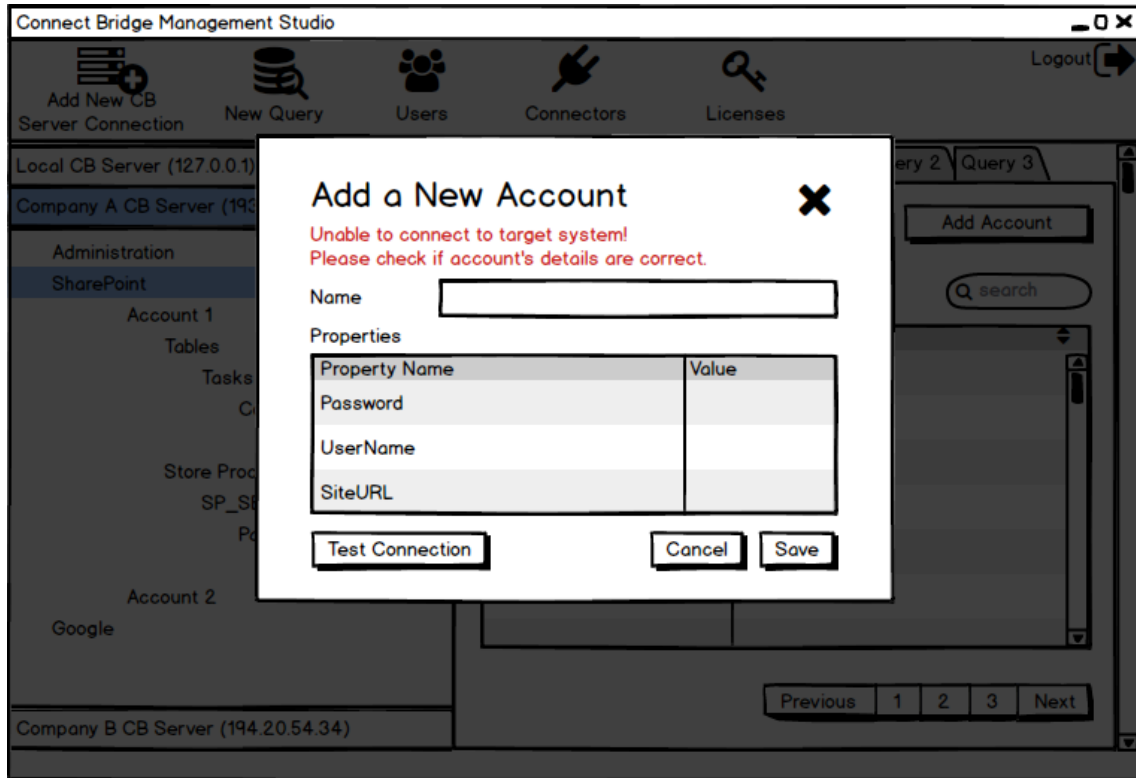 Connect Bridge Management Studio
Logout
Add New CB
Server Connection
New Query
Users
Connectors
Licenses
Local CB Server (127.0.0.1)
Company A CB Server (193
Administration
SharePoint
Account 1
Tables
Tasks
Store Proc
SP_SE
Account 2
Google
Company B CB Server (194.20.54.34)
ery 2
Query 3
Add Account
search
Add a New Account
Unable to connect to target system!
Please check if account's details are correct.
Name
Properties
Property Name
Value
Password
UserName
SiteURL
Test Connection
Cancel
Save
Previous
1
2
3
Next